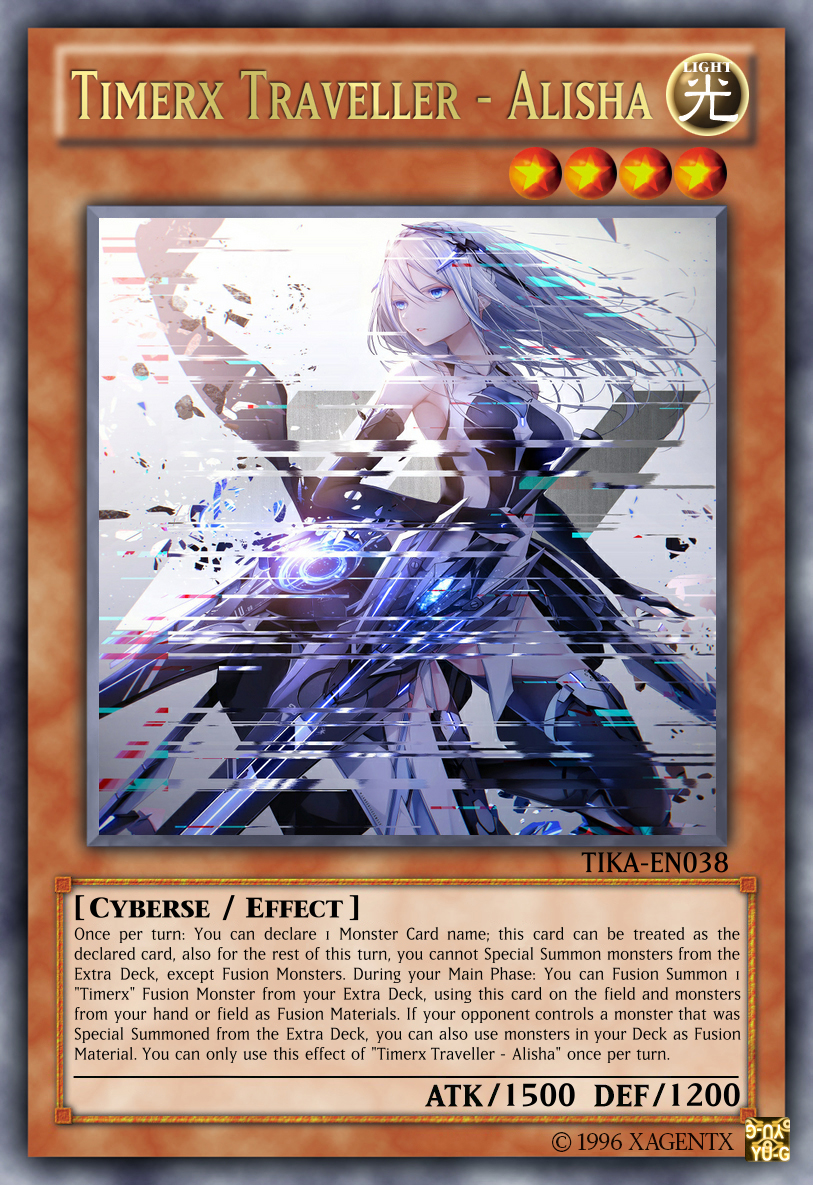 Timerx Traveller - Alisha
LIGHT
光
TIKA-EN038
[ Cyberse / Effect ]
Once per turn: You can declare 1 Monster Card name; this card can be treated as the
declared card, also for the rest of this turn, you cannot Special Summon monsters from the
Extra Deck, except Fusion Monsters. During your Main Phase: You can Fusion Summon 1
"Timerx" Fusion Monster from your Extra Deck, using this card on the field and monsters
from your hand or field as Fusion Materials. If your opponent controls a monster that was
Special Summoned from the Extra Deck, you can also use monsters in your Deck as Fusion
Material. You can only use this effect of "Timerx Traveller - Alisha" once per turn.
ATK/1500 DEF/1200
© 1996 XAGENTX